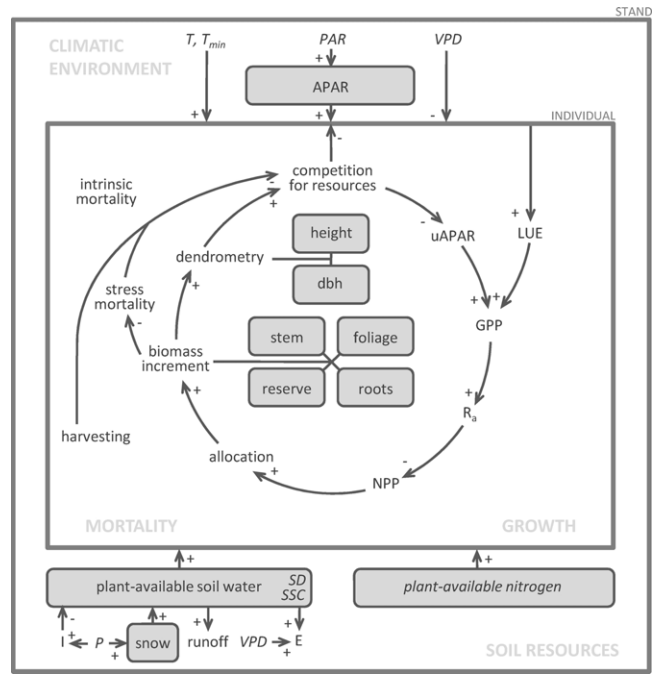 STAND
CLIMATIC
ENVIRONMENT
T, Tmin
PAR
VPD
+
APAR
+
+
-
INDIVIDUAL
-
competition
for resources
intrinsic
mortality
-
+
-
+
uAPAR
LUE
height
dendrometry
dbh
+
stress
mortality
+
+
GPP
-
stem
foliage
biomass
increment
reserve
roots
+
+
Ra
harvesting
allocation
-
+
NPP
MORTALITY
GROWTH
+
+
plant-available soil water
SD
SSC
plant-available nitrogen
-
+
+
+
+
I
P
+
snow
runoff
VPD
+
E
SOIL RESOURCES